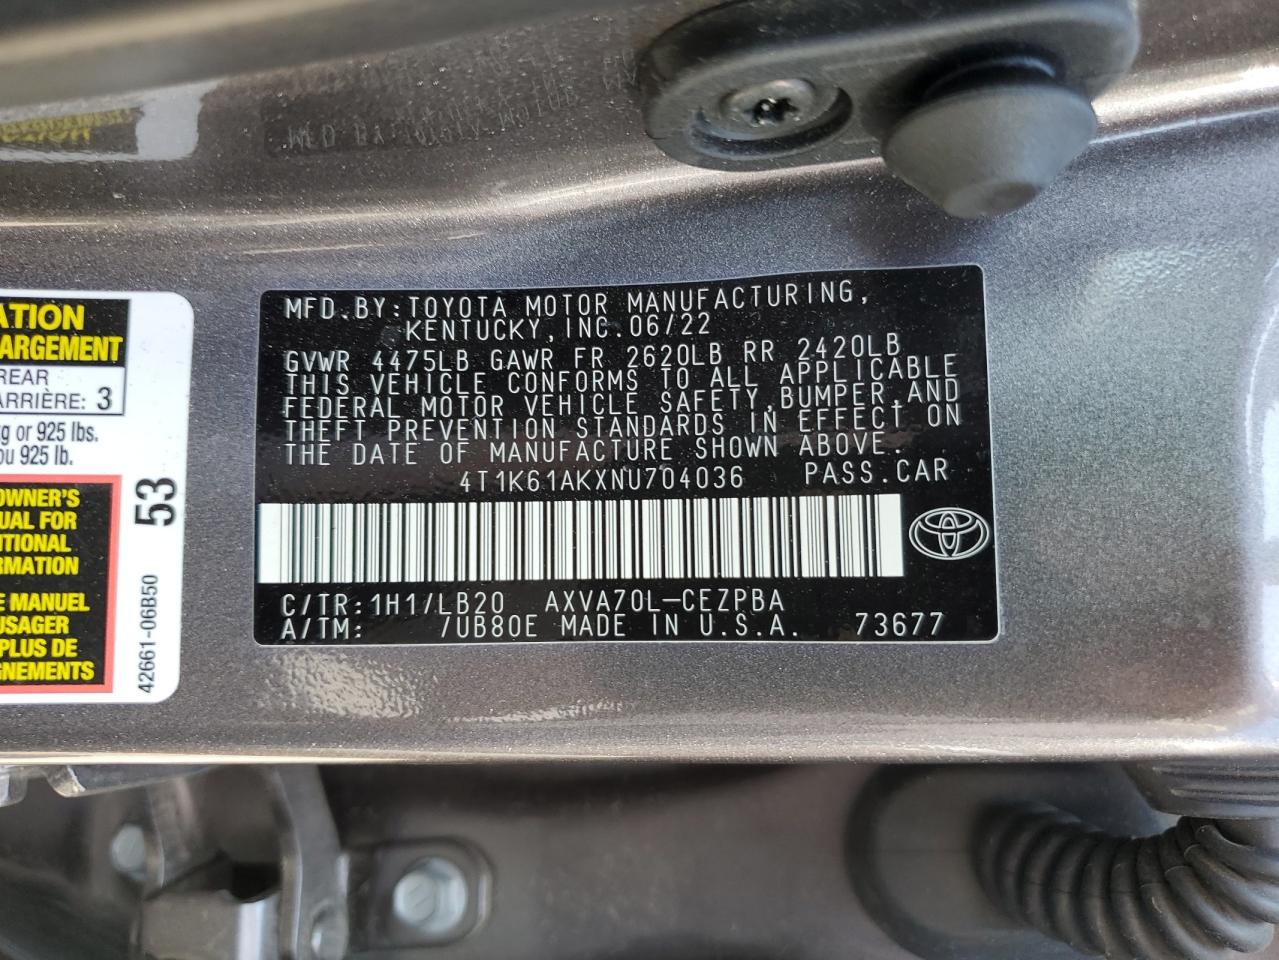 MFD.BY:TOYOTA MOTOR MANUFACTURING,
KENTUCKY,INC.06/22
GVWR 4475LB GAWR FR 2620LB RR 2420LB
THIS VEHICLE CONFORMS TO ALL APPLICABLE
FEDERAL MOTOR VEHICLE SAFETY,BUMPER,AND
THEFT PREVENTION STANDARDS IN EFFECT ON
THE DATE OF MANUFACTURE SHOWN ABOVE.
4T1K61AKXNU704036 PASS.CAR
C/TR:1H1/LB20 AXVA70L-CEZPBA
A/TM: /UB80E MADE IN U.S.A. 73677
ATION
ARGEMENT
REAR
ARRIÈRE: 3
kg or 925 lbs.
ou 925 lb.
OWNER'S
UAL FOR
ITIONAL
RMATION
E MANUEL
USAGER
PLUS DE
GNEMENTS
53
42661-06B50